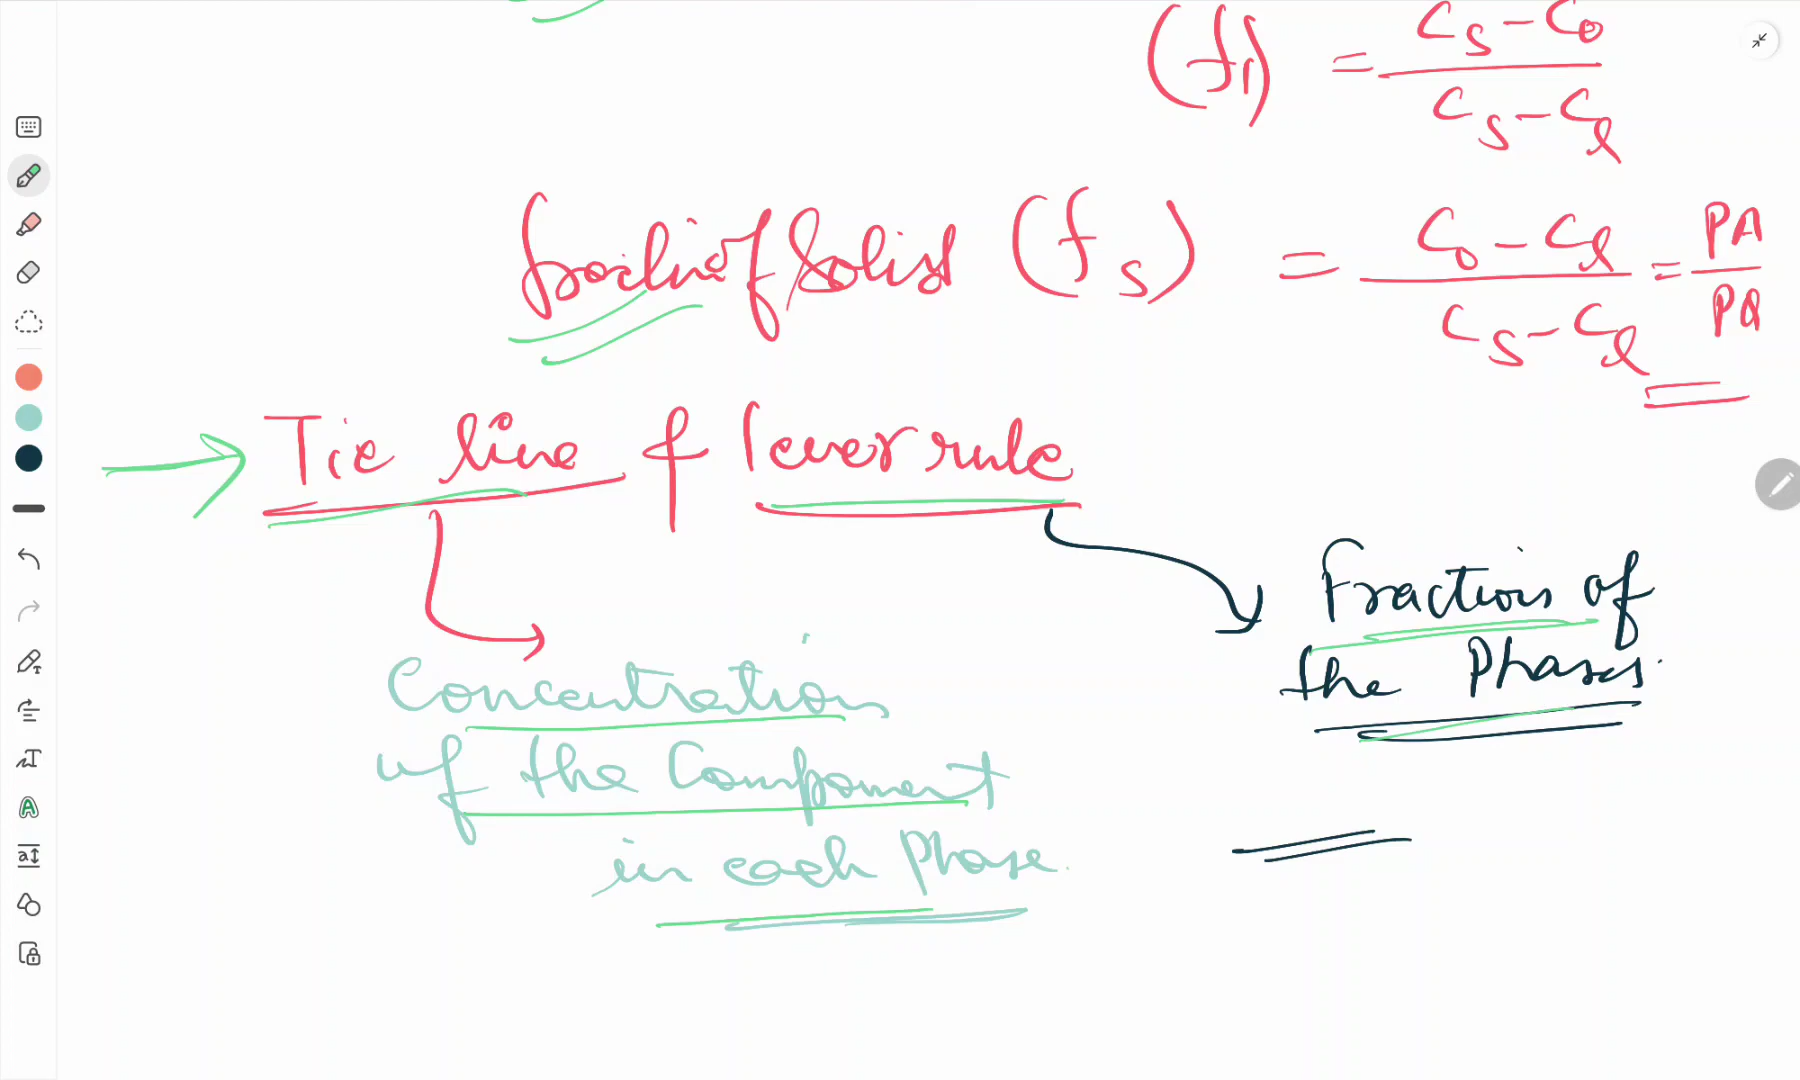 (fl) = Cs - Co / Cs - Cl
fraction of Solid (fs) = Co - Cl / Cs - Cl = PA / PQ
Tie line & lever rule
Fraction of
the Phases.
Concentration
of the Component
in each Phase.